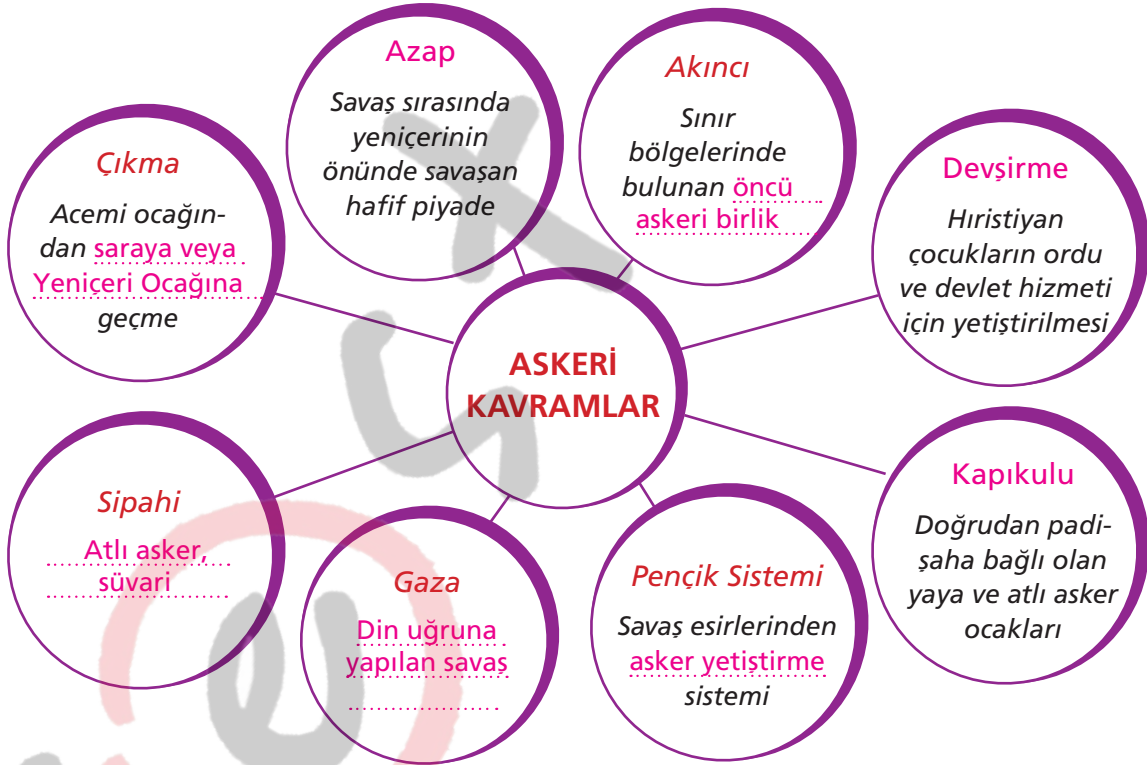 Azap
Savaş sırasında
yeniçerinin
önünde savaşan
hafif piyade
Akıncı
Sınır
bölgelerinde
bulunan öncü
askeri birlik
Çıkma
Acemi ocağın-
dan saraya veya
Yeniçeri Ocağına
geçme
Devşirme
Hıristiyan
çocukların ordu
ve devlet hizmeti
için yetiştirilmesi
ASKERİ
KAVRAMLAR
Sipahi
Atlı asker,
süvari
Gaza
Din uğruna
yapılan savaş
Pençik Sistemi
Savaş esirlerinden
asker yetiştirme
sistemi
Kapıkulu
Doğrudan padi-
şaha bağlı olan
yaya ve atlı asker
ocakları